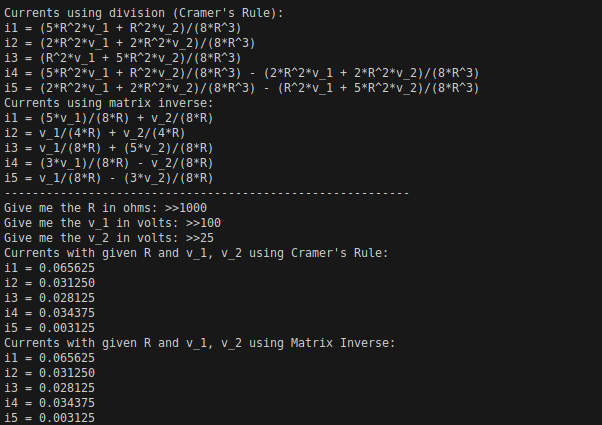 Currents using division (Cramer's Rule):
i1 = (5*R^2*v_1 + R^2*v_2)/(8*R^3)
i2 = (2*R^2*v_1 + 2*R^2*v_2)/(8*R^3)
i3 = (R^2*v_1 + 5*R^2*v_2)/(8*R^3)
i4 = (5*R^2*v_1 + R^2*v_2)/(8*R^3) - (2*R^2*v_1 + 2*R^2*v_2)/(8*R^3)
i5 = (2*R^2*v_1 + 2*R^2*v_2)/(8*R^3) - (R^2*v_1 + 5*R^2*v_2)/(8*R^3)
Currents using matrix inverse:
i1 = (5*v_1)/(8*R) + v_2/(8*R)
i2 = v_1/(4*R) + v_2/(4*R)
i3 = v_1/(8*R) + (5*v_2)/(8*R)
i4 = (3*v_1)/(8*R) - v_2/(8*R)
i5 = v_1/(8*R) - (3*v_2)/(8*R)
----------------------------------------------------------
Give me the R in ohms: >>1000
Give me the v_1 in volts: >>100
Give me the v_2 in volts: >>25
Currents with given R and v_1, v_2 using Cramer's Rule:
i1 = 0.065625
i2 = 0.031250
i3 = 0.028125
i4 = 0.034375
i5 = 0.003125
Currents with given R and v_1, v_2 using Matrix Inverse:
i1 = 0.065625
i2 = 0.031250
i3 = 0.028125
i4 = 0.034375
i5 = 0.003125